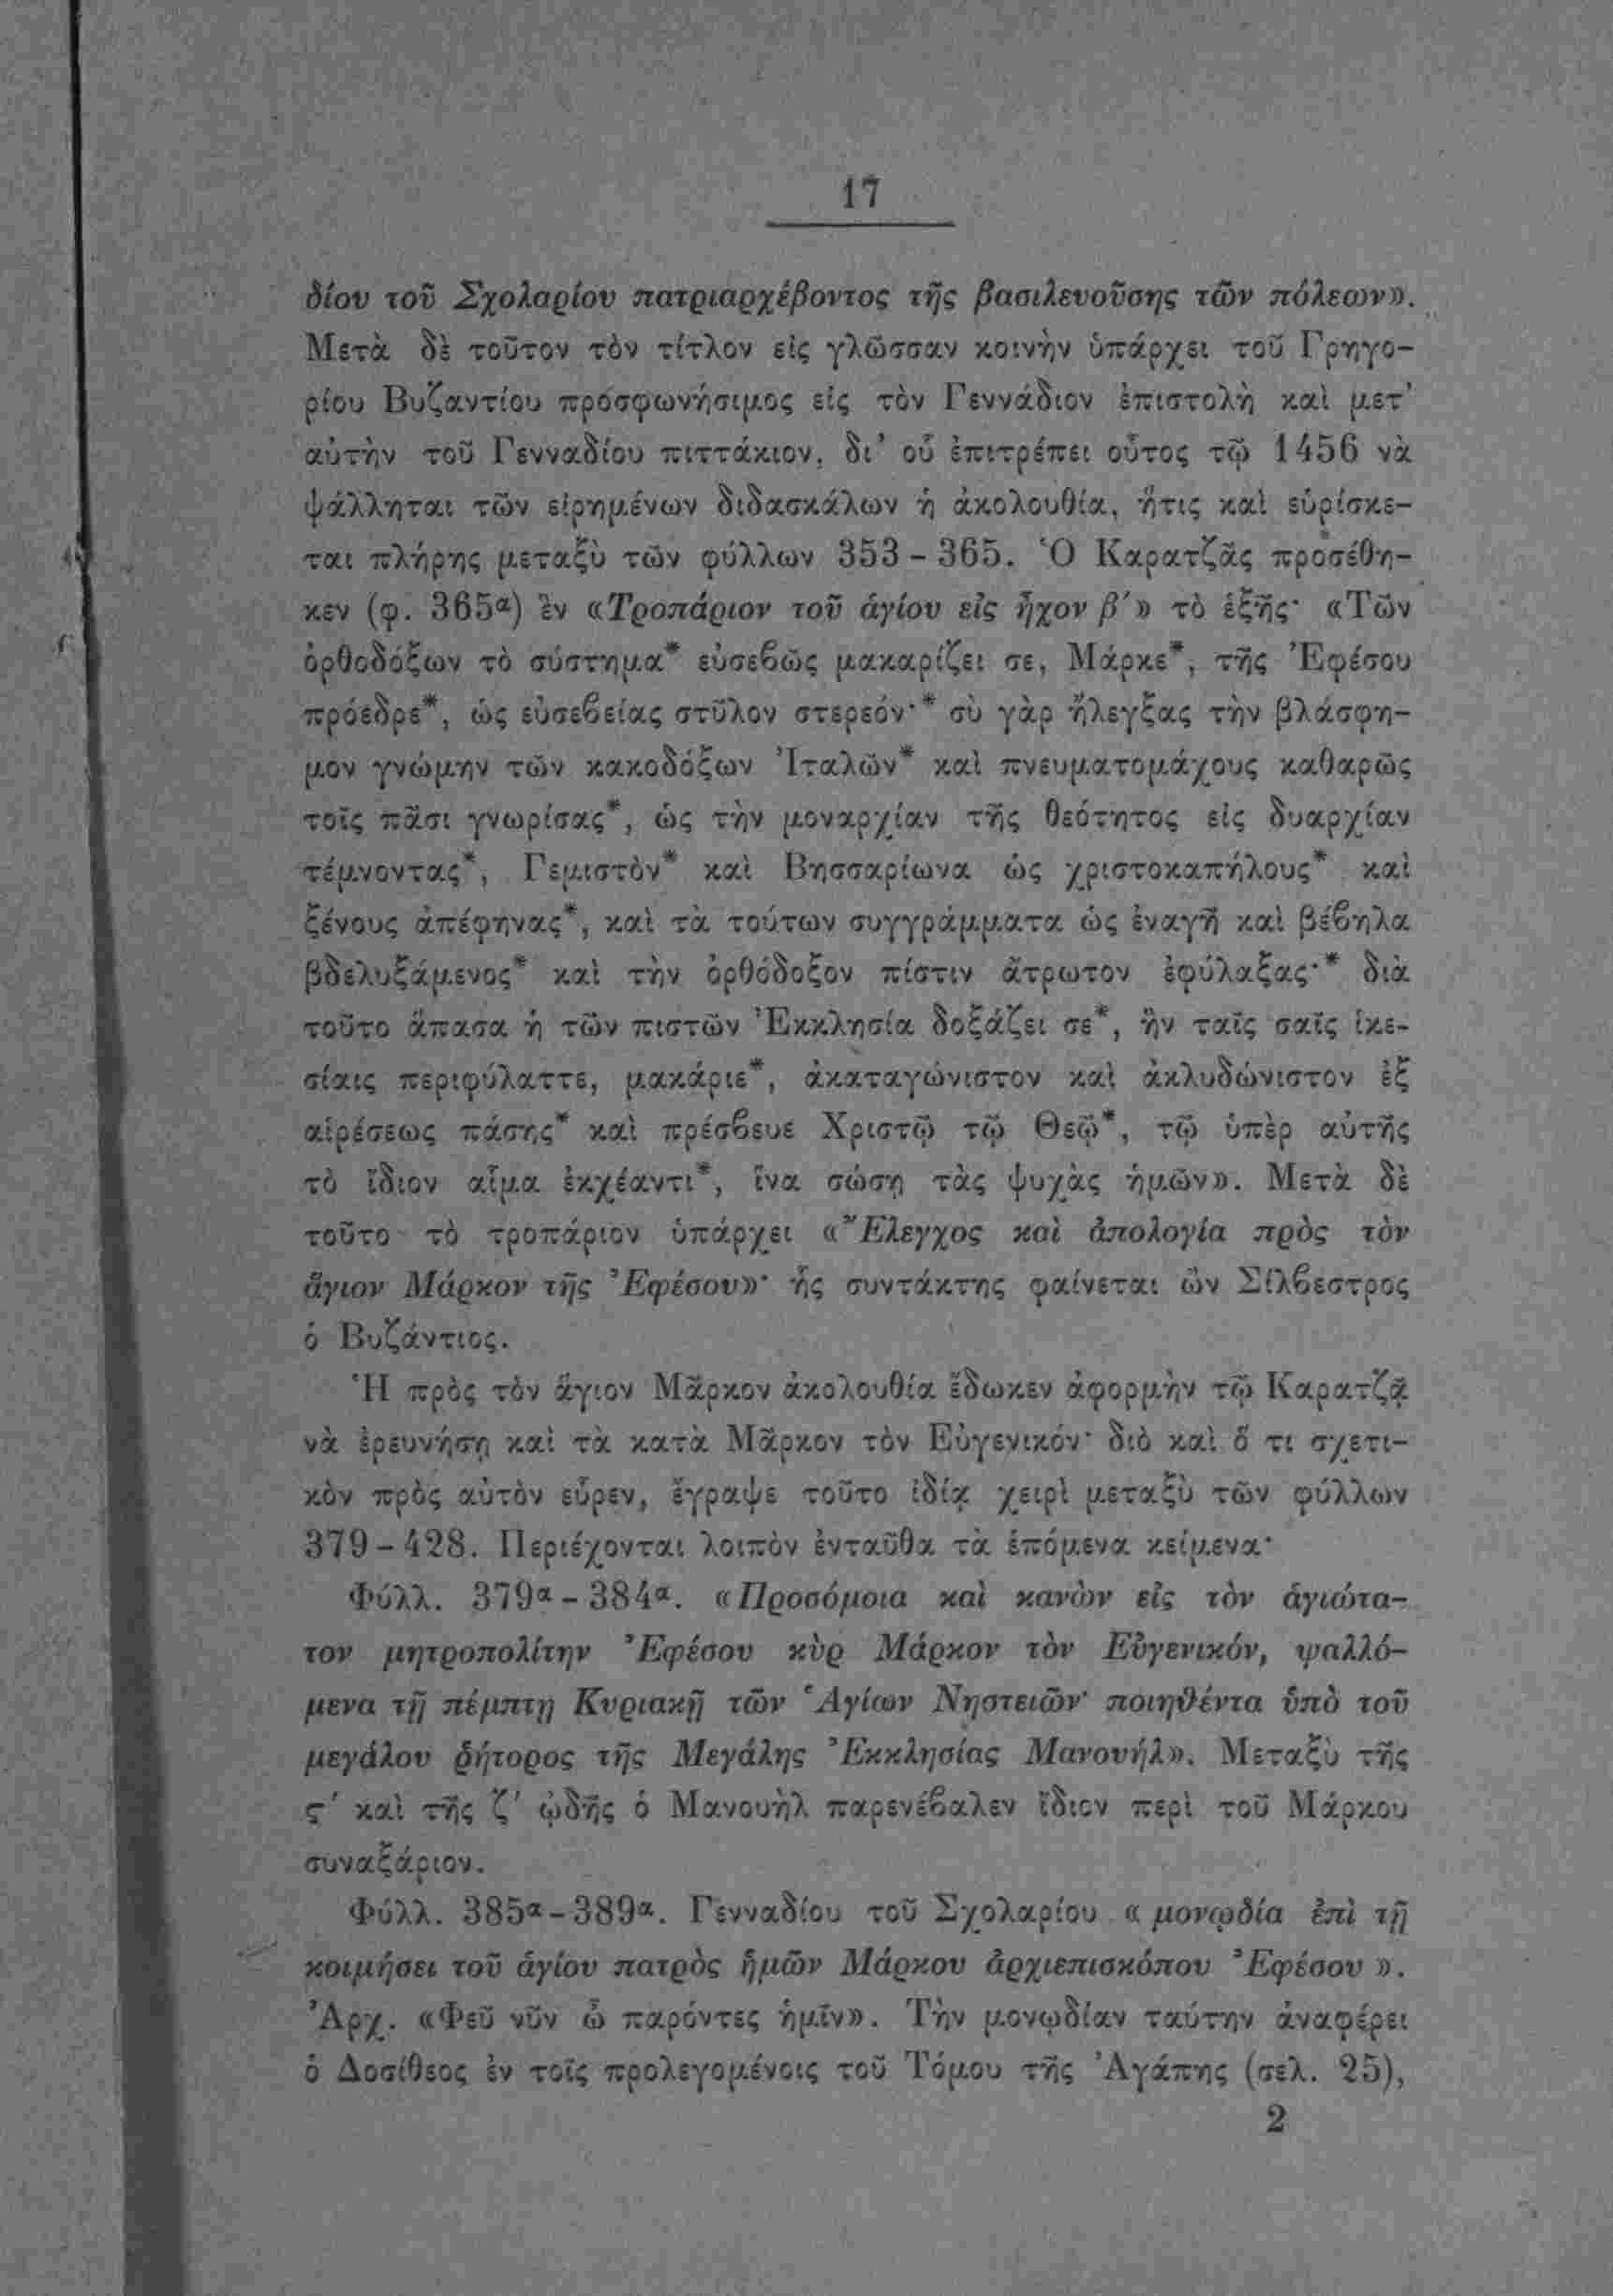 17
δίου τοῦ Σχολαρίου πατριαρχέβοντος τῆς βασιλευούσης τῶν πόλεων».
Μετὰ δὲ τοῦτον τὸν τίτλον εἰς γλῶσσαν κοινὴν ὑπάρχει τοῦ Γρηγο-
ρίου Βυζαντίου προσφωνήσιμος εἰς τὸν Γεννάδιον ἐπιστολὴ καὶ μετ’
αὐτὴν τοῦ Γενναδίου πιττάκιον, δι’ οὗ ἐπιτρέπει οὗτος τῷ 1456 νὰ
ψάλληται τῶν εἰρημένων διδασκάλων ἡ ἀκολουθία, ἥτις καὶ εὑρίσκε-
ται πλήρης μεταξὺ τῶν φύλλων 353 - 365. Ὁ Καρατζᾶς προσέθη-
κεν (φ. 365α) ἓν «Τροπάριον τοῦ ἁγίου εἰς ἦχον β′» τὸ ἑξῆς· «Τῶν
ὀρθοδόξων τὸ σύστημα* εὐσεβῶς μακαρίζει σε, Μάρκε*, τῆς Ἐφέσου
πρόεδρε*, ὡς εὐσεβείας στῦλον στερεόν·* σὺ γὰρ ἤλεγξας τὴν βλάσφη-
μον γνώμην τῶν κακοδόξων Ἰταλῶν* καὶ πνευματομάχους καθαρῶς
τοῖς πᾶσι γνωρίσας*, ὡς τὴν μοναρχίαν τῆς θεότητος εἰς δυαρχίαν
τέμνοντας*, Γεμιστὸν* καὶ Βησσαρίωνα ὡς χριστοκαπήλους* καὶ
ξένους ἀπέφηνας*, καὶ τὰ τούτων συγγράμματα ὡς ἐναγῆ καὶ βέβηλα
βδελυξάμενος* καὶ τὴν ὀρθόδοξον πίστιν ἄτρωτον ἐφύλαξας·* διὰ
τοῦτο ἅπασα ἡ τῶν πιστῶν Ἐκκλησία δοξάζει σε*, ἣν ταῖς σαῖς ἱκε-
σίαις περιφύλαττε, μακάριε*, ἀκαταγώνιστον καὶ ἀκλυδώνιστον ἐξ
αἱρέσεως πάσης* καὶ πρέσβευε Χριστῷ τῷ Θεῷ*, τῷ ὑπὲρ αὐτῆς
τὸ ἴδιον αἷμα ἐκχέαντι*, ἵνα σώσῃ τὰς ψυχὰς ἡμῶν». Μετὰ δὲ
τοῦτο τὸ τροπάριον ὑπάρχει «Ἔλεγχος καὶ ἀπολογία πρὸς τὸν
ἅγιον Μάρκον τῆς Ἐφέσου»· ἧς συντάκτης φαίνεται ὢν Σίλβεστρος
ὁ Βυζάντιος.
Ἡ πρὸς τὸν ἅγιον Μᾶρκον ἀκολουθία ἔδωκεν ἀφορμὴν τῷ Καρατζᾷ
νὰ ἐρευνήσῃ καὶ τὰ κατὰ Μᾶρκον τὸν Εὐγενικόν· διὸ καὶ ὅ τι σχετι-
κὸν πρὸς αὐτὸν εὗρεν, ἔγραψε τοῦτο ἰδίᾳ χειρὶ μεταξὺ τῶν φύλλων
379 - 428. Περιέχονται λοιπὸν ἐνταῦθα τὰ ἑπόμενα κείμενα·
Φύλλ. 379α - 384α. «Προσόμοια καὶ κανὼν εἰς τὸν ἁγιώτα-
τον μητροπολίτην Ἐφέσου κὺρ Μάρκον τὸν Εὐγενικόν, ψαλλό-
μενα τῇ πέμπτῃ Κυριακῇ τῶν Ἁγίων Νηστειῶν· ποιηθέντα ὑπὸ τοῦ
μεγάλου ῥήτορος τῆς Μεγάλης Ἐκκλησίας Μανουήλ». Μεταξὺ τῆς
ς′ καὶ τῆς ζ′ ᾠδῆς ὁ Μανουὴλ παρενέβαλεν ἴδιον περὶ τοῦ Μάρκου
συναξάριον.
Φύλλ. 385α - 389α. Γενναδίου τοῦ Σχολαρίου « μονῳδία ἐπὶ τῇ
κοιμήσει τοῦ ἁγίου πατρὸς ἡμῶν Μάρκου ἀρχιεπισκόπου Ἐφέσου ».
Ἀρχ. «Φεῦ νῦν ὦ παρόντες ἡμῖν». Τὴν μονῳδίαν ταύτην ἀναφέρει
ὁ Δοσίθεος ἐν τοῖς προλεγομένοις τοῦ Τόμου τῆς Ἀγάπης (σελ. 25),
2